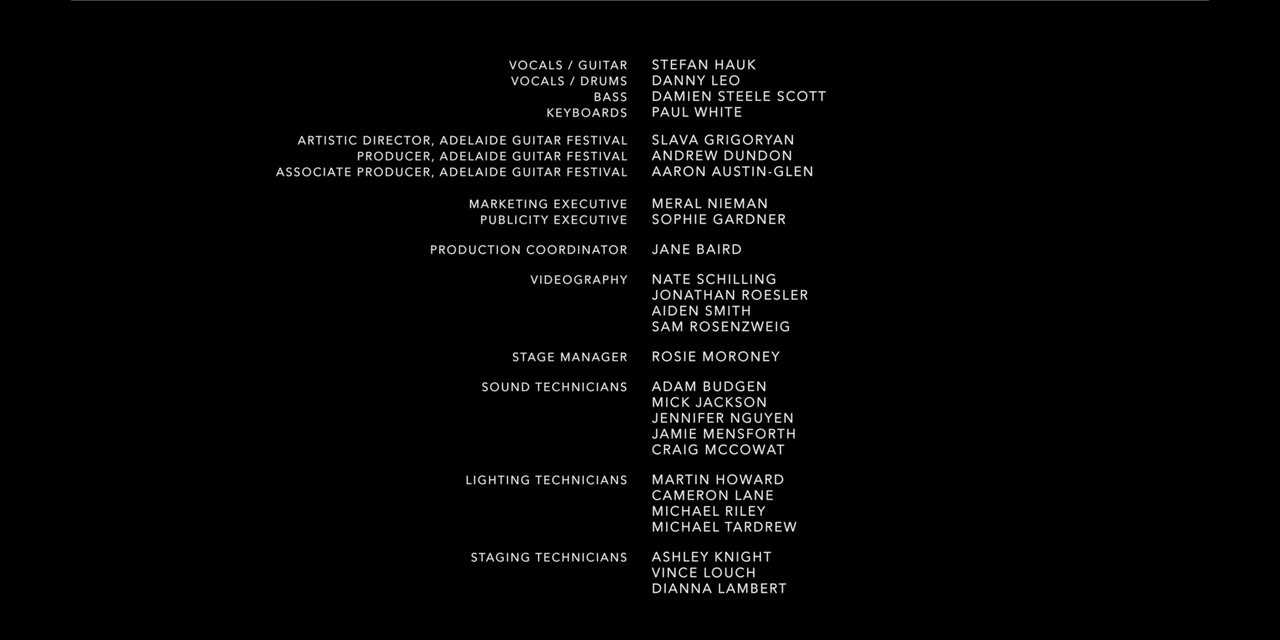 VOCALS / GUITAR STEFAN HAUK
VOCALS / DRUMS DANNY LEO
BASS DAMIEN STEELE SCOTT
KEYBOARDS PAUL WHITE
ARTISTIC DIRECTOR, ADELAIDE GUITAR FESTIVAL SLAVA GRIGORYAN
PRODUCER, ADELAIDE GUITAR FESTIVAL ANDREW DUNDON
ASSOCIATE PRODUCER, ADELAIDE GUITAR FESTIVAL AARON AUSTIN-GLEN
MARKETING EXECUTIVE MERAL NIEMAN
PUBLICITY EXECUTIVE SOPHIE GARDNER
PRODUCTION COORDINATOR JANE BAIRD
VIDEOGRAPHY NATE SCHILLING
JONATHAN ROESLER
AIDEN SMITH
SAM ROSENZWEIG
STAGE MANAGER ROSIE MORONEY
SOUND TECHNICIANS ADAM BUDGEN
MICK JACKSON
JENNIFER NGUYEN
JAMIE MENSFORTH
CRAIG MCCOWAT
LIGHTING TECHNICIANS MARTIN HOWARD
CAMERON LANE
MICHAEL RILEY
MICHAEL TARDREW
STAGING TECHNICIANS ASHLEY KNIGHT
VINCE LOUCH
DIANNA LAMBERT